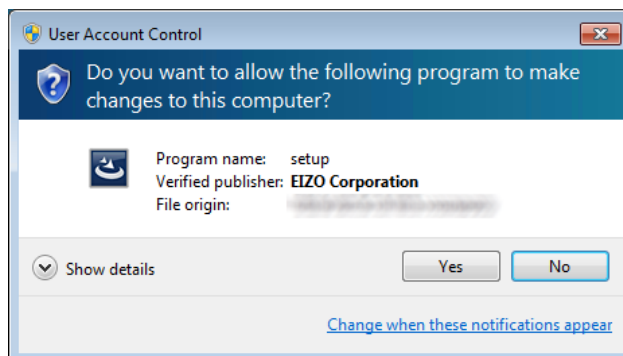 User Account Control
Do you want to allow the following program to make
changes to this computer?
Program name: setup
Verified publisher: EIZO Corporation
File origin:
Show details
Yes
No
Change when these notifications appear